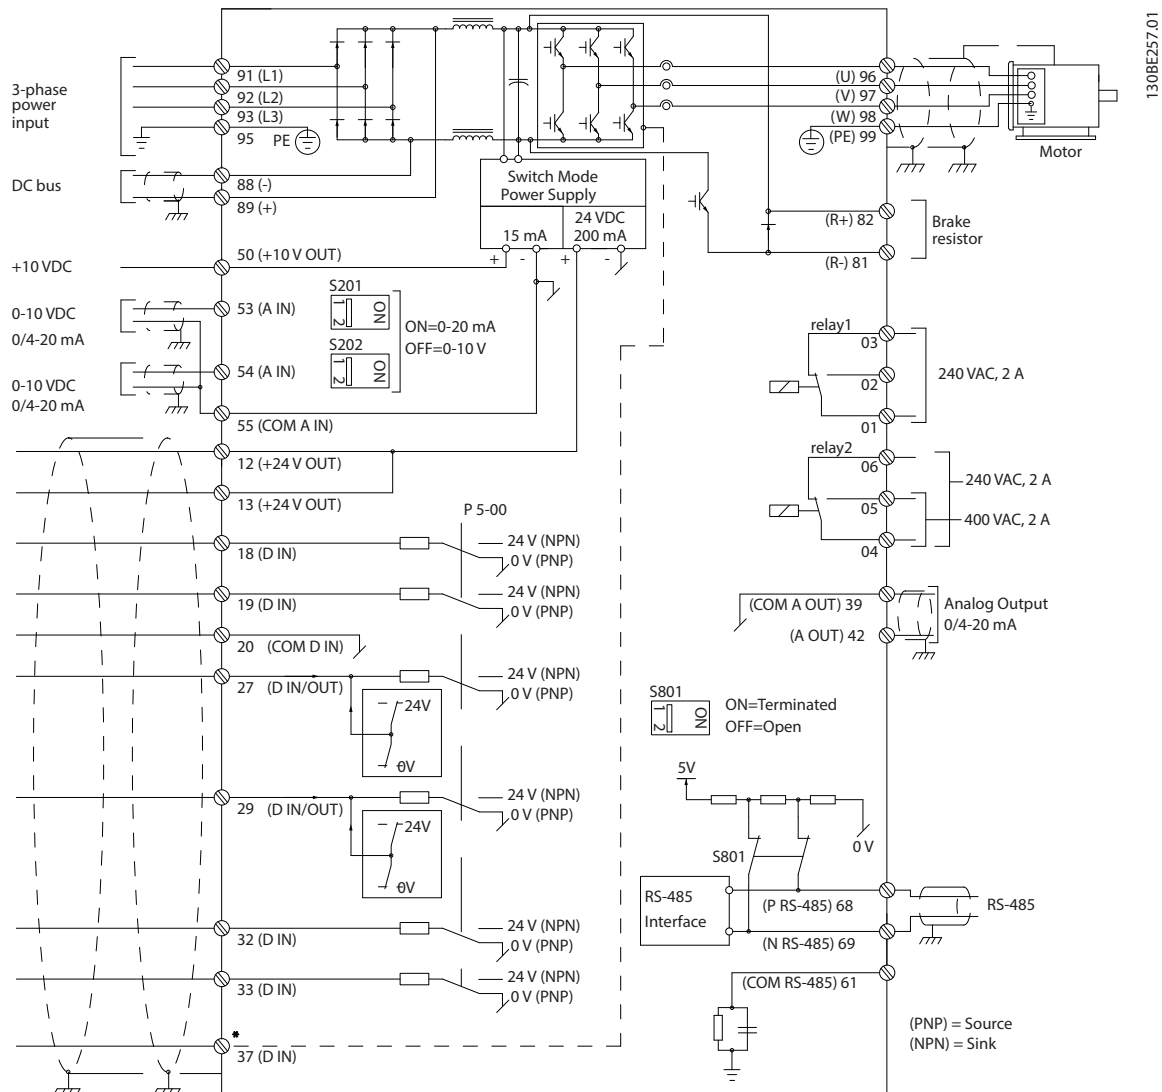 130BE257.01
3-phase
power
input
91 (L1)
92 (L2)
93 (L3)
95 PE
DC bus
88 (-)
89 (+)
+10 VDC
50 (+10 V OUT)
0-10 VDC
0/4-20 mA
53 (A IN)
0-10 VDC
0/4-20 mA
54 (A IN)
55 (COM A IN)
12 (+24 V OUT)
13 (+24 V OUT)
18 (D IN)
19 (D IN)
20 (COM D IN)
27 (D IN/OUT)
24V
0V
29 (D IN/OUT)
24V
0V
32 (D IN)
33 (D IN)
*
37 (D IN)
Switch Mode
Power Supply
15 mA
24 VDC
200 mA
+ - + -
S201
1 2 ON
S202
1 2 ON
ON=0-20 mA
OFF=0-10 V
P 5-00
24 V (NPN)
0 V (PNP)
24 V (NPN)
0 V (PNP)
24 V (NPN)
0 V (PNP)
24 V (NPN)
0 V (PNP)
24 V (NPN)
0 V (PNP)
24 V (NPN)
0 V (PNP)
(U) 96
(V) 97
(W) 98
(PE) 99
Motor
(R+) 82
(R-) 81
Brake
resistor
relay1
03
02
01
240 VAC, 2 A
relay2
06
05
04
240 VAC, 2 A
400 VAC, 2 A
(COM A OUT) 39
(A OUT) 42
Analog Output
0/4-20 mA
S801
1 2 ON
ON=Terminated
OFF=Open
5V
0 V
S801
RS-485
Interface
(P RS-485) 68
(N RS-485) 69
RS-485
(COM RS-485) 61
(PNP) = Source
(NPN) = Sink